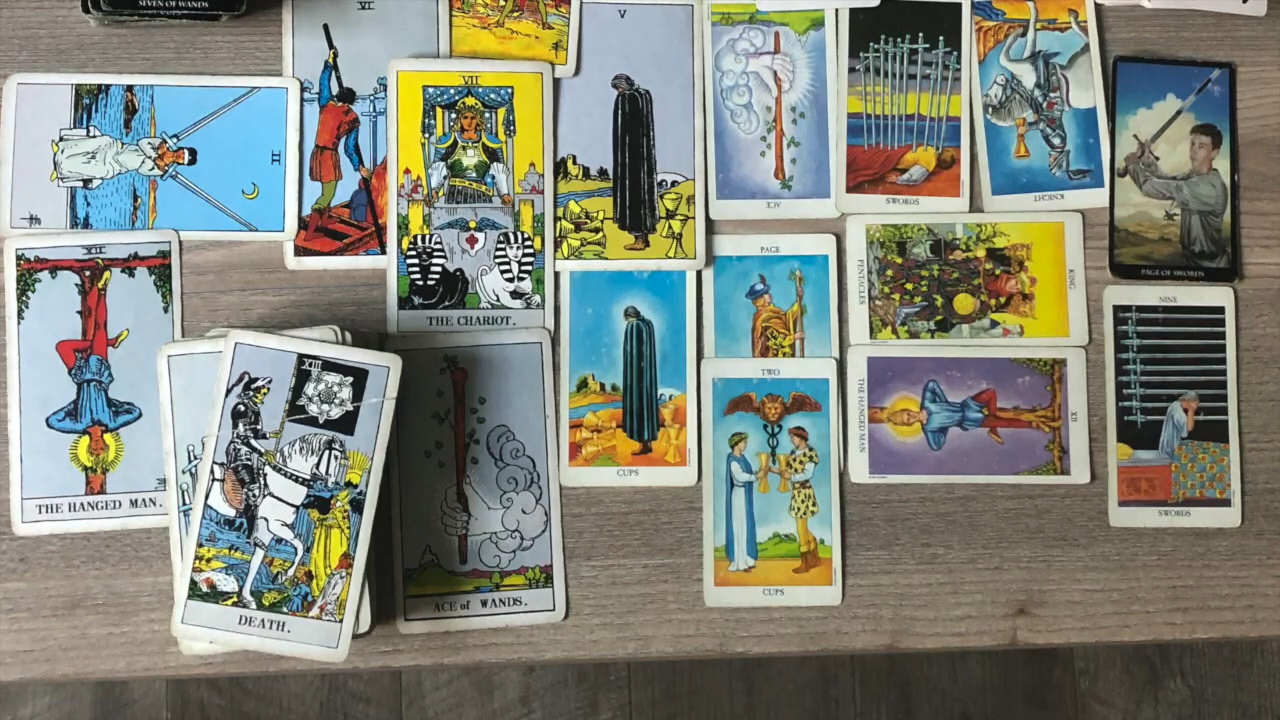 SEVEN OF WANDS
VI
V
VII
II
THE CHARIOT.
ACE
SWORDS
KNIGHT
PAGE OF SWORDS
XII
THE HANGED MAN.
XIII
DEATH.
ACE of WANDS.
CUPS
PAGE
TWO
CUPS
PENTACLES
KING
THE HANGED MAN
XII
NINE
SWORDS